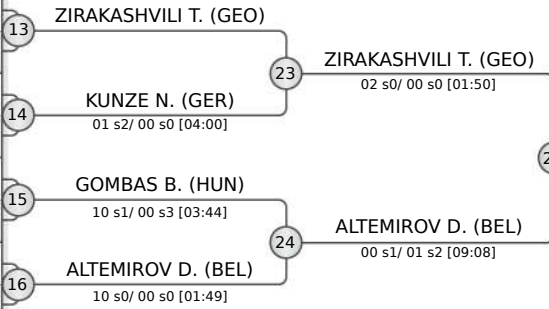 ZIRAKASHVILI T. (GEO)
13
ZIRAKASHVILI T. (GEO)
23
02 s0/ 00 s0 [01:50]
KUNZE N. (GER)
14
01 s2/ 00 s0 [04:00]
GOMBAS B. (HUN)
15
10 s1/ 00 s3 [03:44]
ALTEMIROV D. (BEL)
24
00 s1/ 01 s2 [09:08]
ALTEMIROV D. (BEL)
16
10 s0/ 00 s0 [01:49]